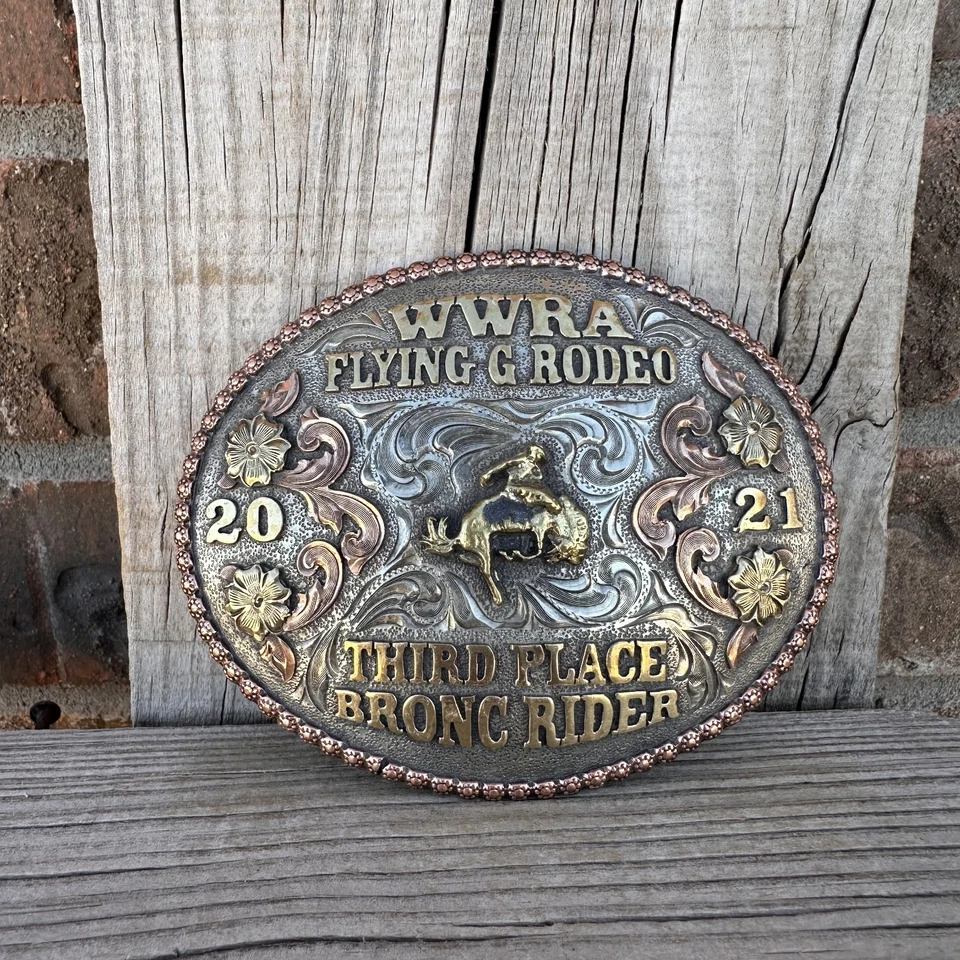 WWRA
FLYING G RODEO
20 21
THIRD PLACE
BRONC RIDER